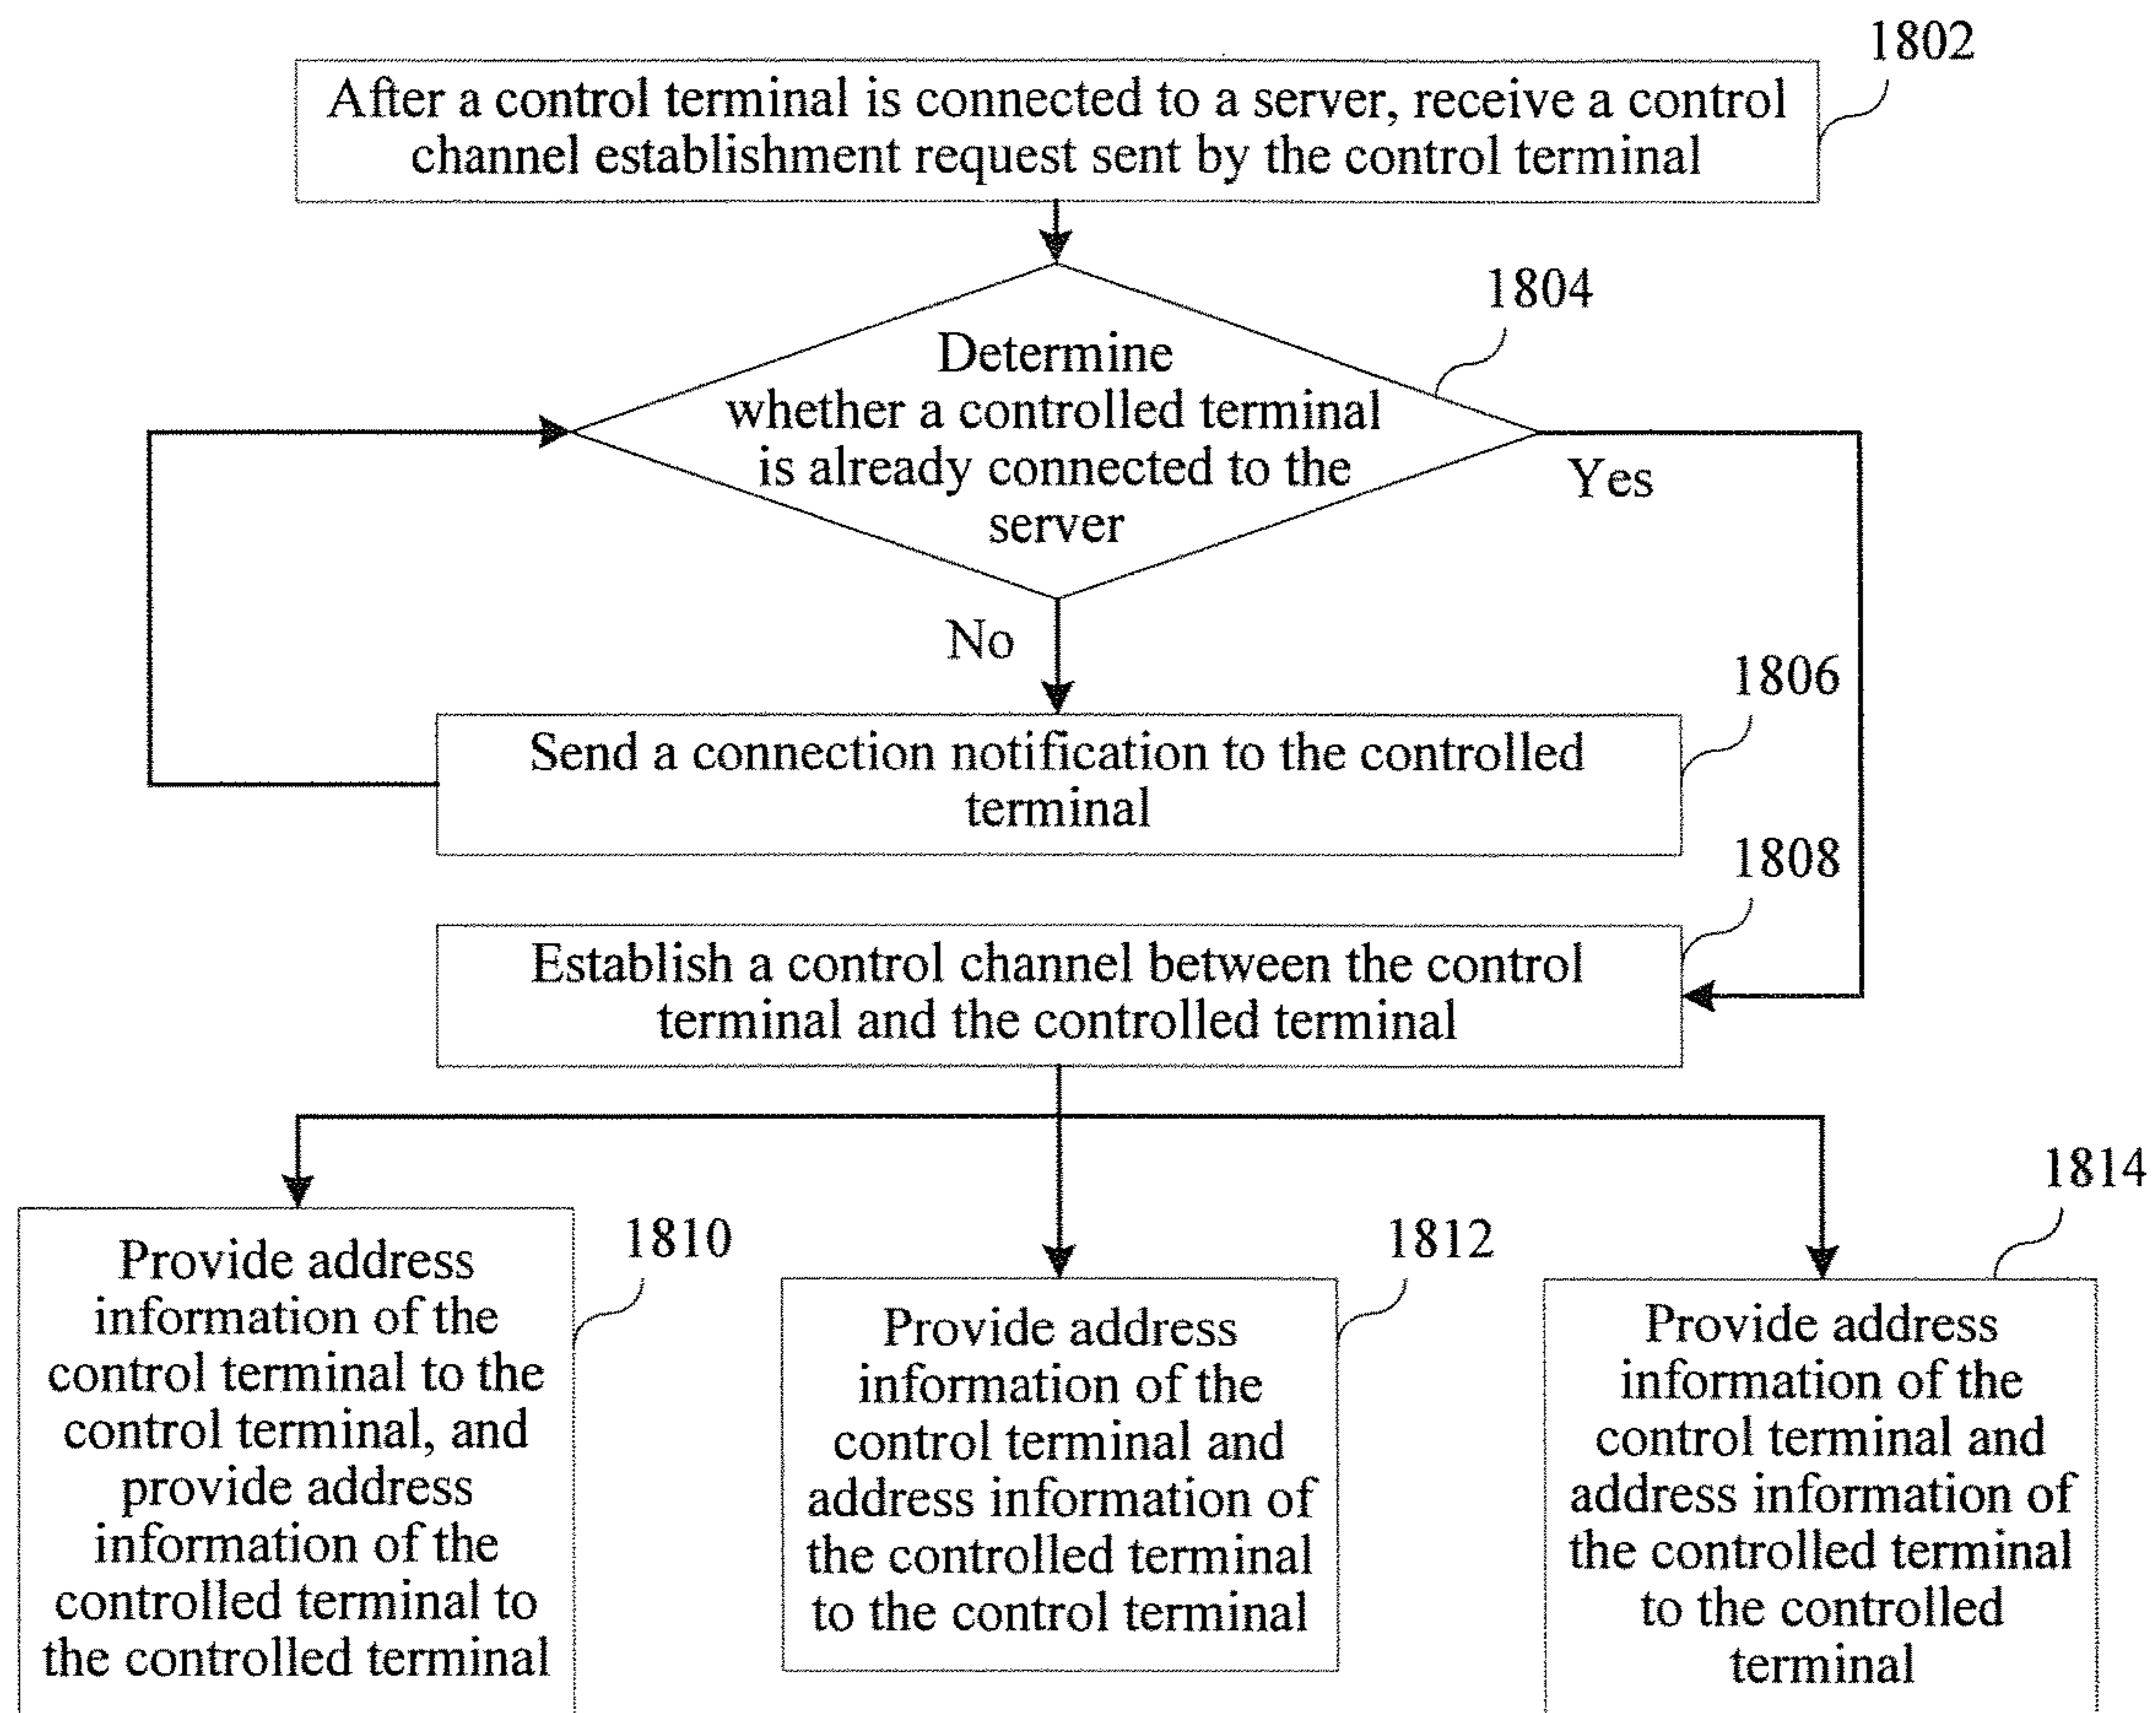 1802
After a control terminal is connected to a server, receive a control
channel establishment request sent by the control terminal
1804
Determine
whether a controlled terminal
is already connected to the
server
Yes
No
1806
Send a connection notification to the controlled
terminal
1808
Establish a control channel between the control
terminal and the controlled terminal
1810
Provide address
information of the
control terminal to the
control terminal, and
provide address
information of the
controlled terminal to
the controlled terminal
1812
Provide address
information of the
control terminal and
address information of
the controlled terminal
to the control terminal
1814
Provide address
information of the
control terminal and
address information of
the controlled terminal
to the controlled
terminal